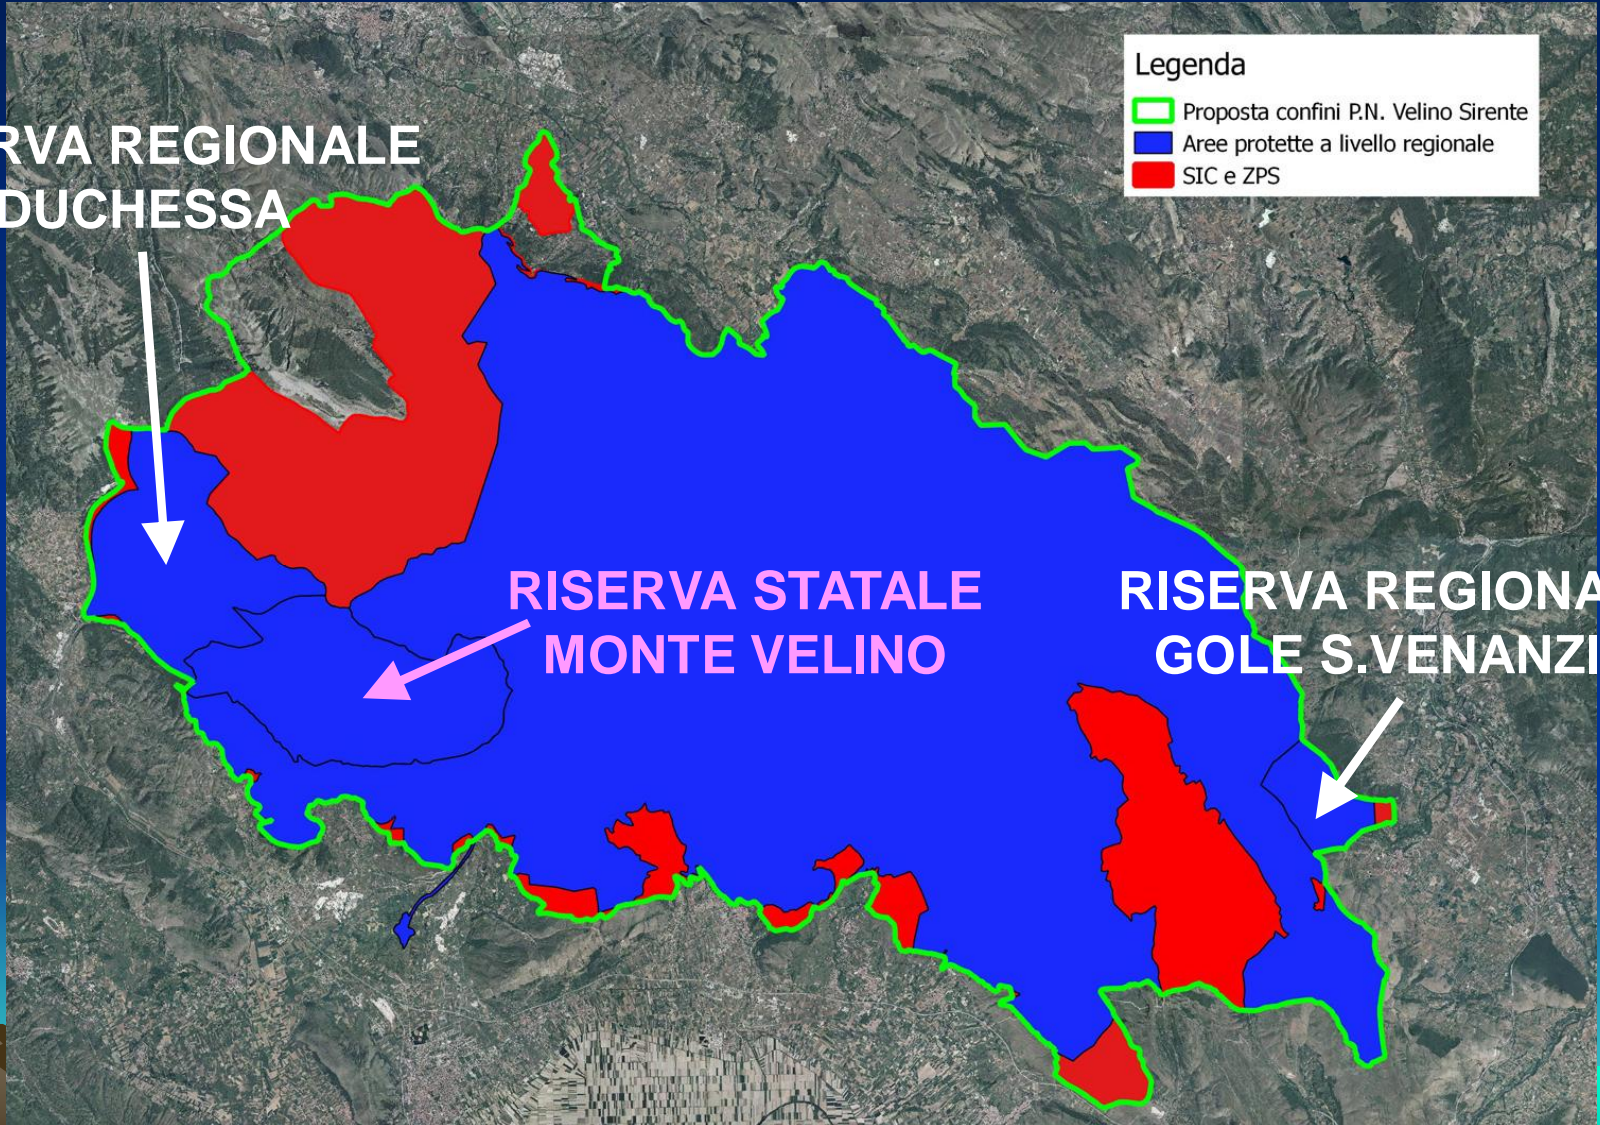 Legenda
Proposta confini P.N. Velino Sirente
Aree protette a livello regionale
SIC e ZPS
RVA REGIONALE
DUCHESSA
RISERVA STATALE
MONTE VELINO
RISERVA REGIONA
GOLE S.VENANZI